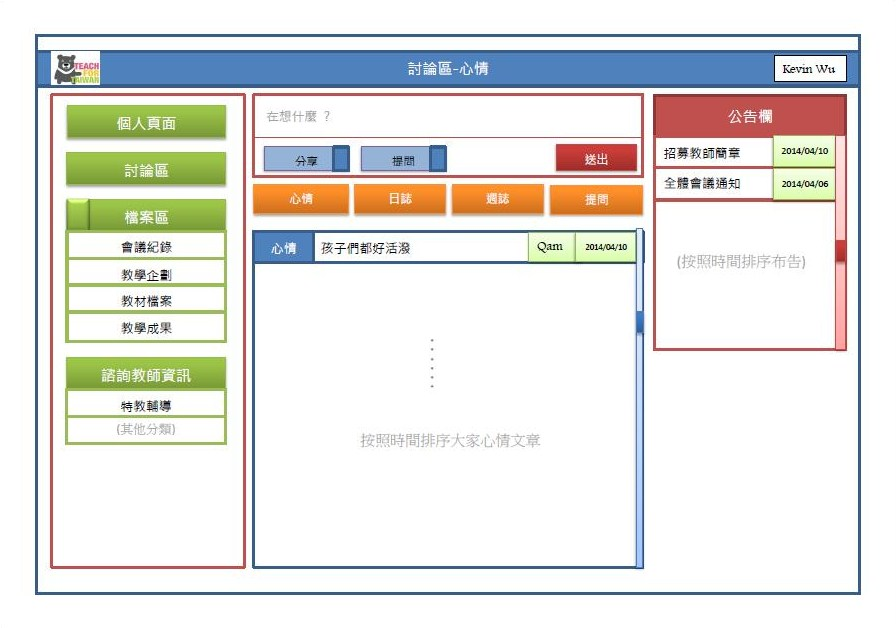 TEACH
FOR
TAIWAN
討論區-心情
Kevin Wu
個人頁面
討論區
檔案區
會議紀錄
教學企劃
教材檔案
教學成果
諮詢教師資訊
特教輔導
(其他分類)
在想什麼 ?
分享
提問
送出
心情
日誌
週誌
提問
心情 孩子們都好活潑 Qam 2014/04/10
按照時間排序大家心情文章
公告欄
招募教師簡章 2014/04/10
全體會議通知 2014/04/06
(按照時間排序布告)